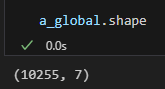 a_global.shape
✓ 0.0s
(10255, 7)